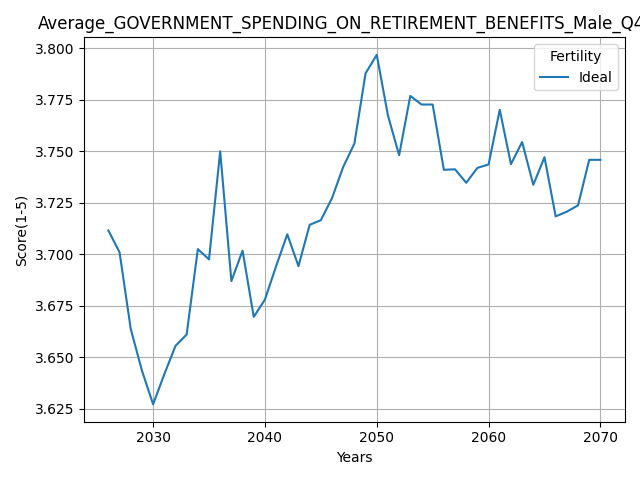 Average_GOVERNMENT_SPENDING_ON_RETIREMENT_BENEFITS_Male_Q4
Fertility
Ideal
3.800
3.775
3.750
3.725
3.700
3.675
3.650
3.625
Score(1-5)
2030 2040 2050 2060 2070
Years